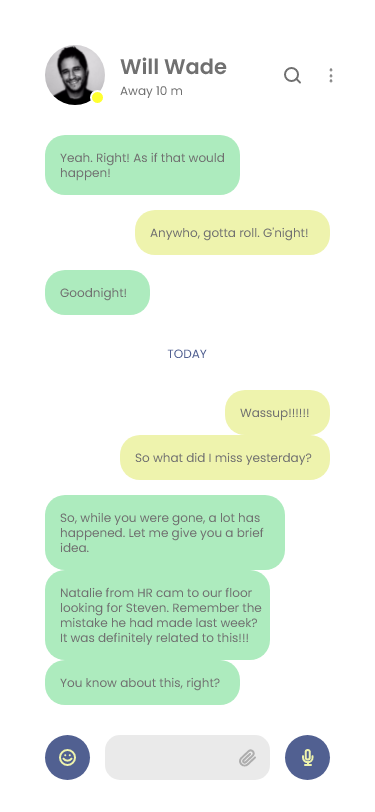 Will Wade
Away 10 m
Yeah. Right! As if that would
happen!
Anywho, gotta roll. G'night!
Goodnight!
TODAY
Wassup!!!!!!
So what did I miss yesterday?
So, while you were gone, a lot has
happened. Let me give you a brief
idea.
Natalie from HR cam to our floor
looking for Steven. Remember the
mistake he had made last week?
It was definitely related to this!!!
You know about this, right?